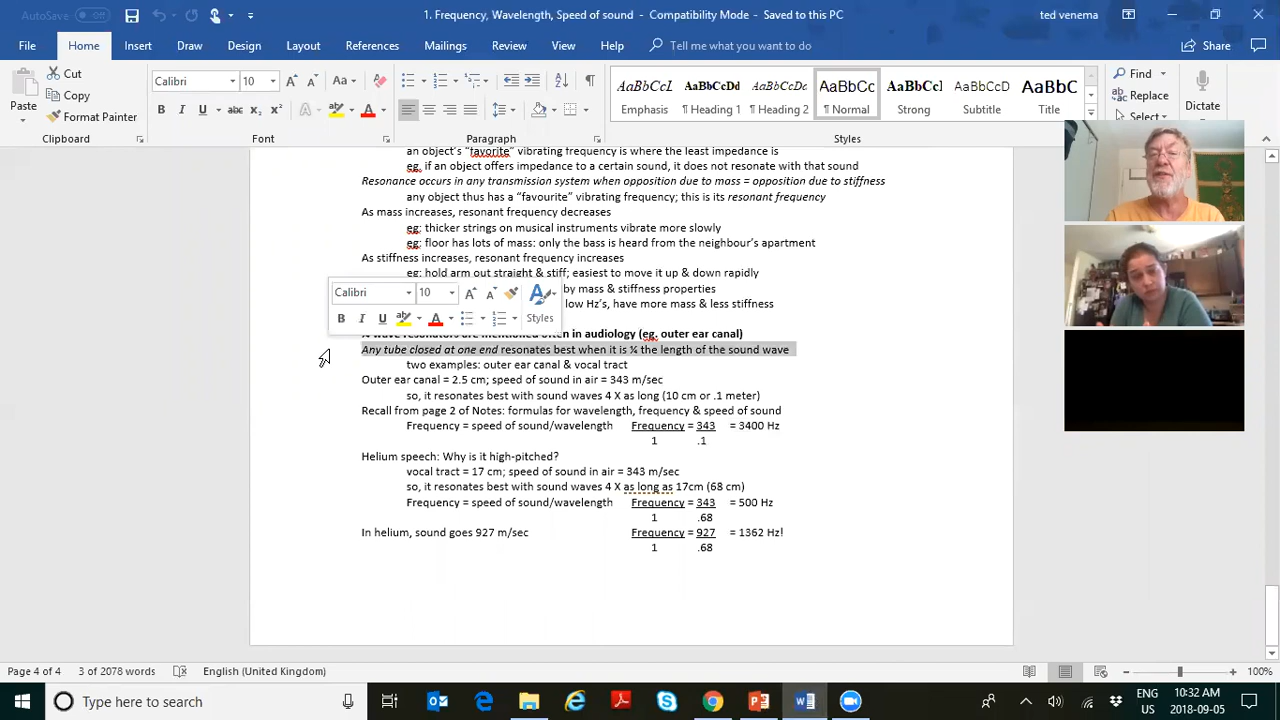 AutoSave
Off
1. Frequency, Wavelength, Speed of sound - Compatibility Mode - Saved to this PC
ted venema
File
Home
Insert
Draw
Design
Layout
References
Mailings
Review
View
Help
Tell me what you want to do
Share
Paste
Cut
Copy
Format Painter
Clipboard
Calibri
10
Font
Paragraph
AaBbCcL
Emphasis
AaBbCcDd
¶ Heading 1
AaBbCcDd
¶ Heading 2
AaBbCc
¶ Normal
AaBbCcL
Strong
AaBbCcDd
Subtitle
AaBbCc
Title
Styles
Find
Replace
Select
Dictate
Voice
an object's "favorite" vibrating frequency is where the least impedance is
eg. if an object offers impedance to a certain sound, it does not resonate with that sound
Resonance occurs in any transmission system when opposition due to mass = opposition due to stiffness
any object thus has a "favourite" vibrating frequency; this is its resonant frequency
As mass increases, resonant frequency decreases
eg: thicker strings on musical instruments vibrate more slowly
eg: floor has lots of mass: only the bass is heard from the neighbour's apartment
As stiffness increases, resonant frequency increases
eg: hold arm out straight & stiff; easiest to move it up & down rapidly
by mass & stiffness properties
low Hz's, have more mass & less stiffness
Calibri
10
Styles
wave resonators are mentioned often in audiology (eg. outer ear canal)
Any tube closed at one end resonates best when it is ¼ the length of the sound wave
two examples: outer ear canal & vocal tract
Outer ear canal = 2.5 cm; speed of sound in air = 343 m/sec
so, it resonates best with sound waves 4 X as long (10 cm or .1 meter)
Recall from page 2 of Notes: formulas for wavelength, frequency & speed of sound
Frequency = speed of sound/wavelength Frequency = 343 = 3400 Hz
1 .1
Helium speech: Why is it high-pitched?
vocal tract = 17 cm; speed of sound in air = 343 m/sec
so, it resonates best with sound waves 4 X as long as 17cm (68 cm)
Frequency = speed of sound/wavelength Frequency = 343 = 500 Hz
1 .68
In helium, sound goes 927 m/sec Frequency = 927 = 1362 Hz!
1 .68
Page 4 of 4
3 of 2078 words
English (United Kingdom)
100%
Type here to search
ENG
US
10:32 AM
2018-09-05